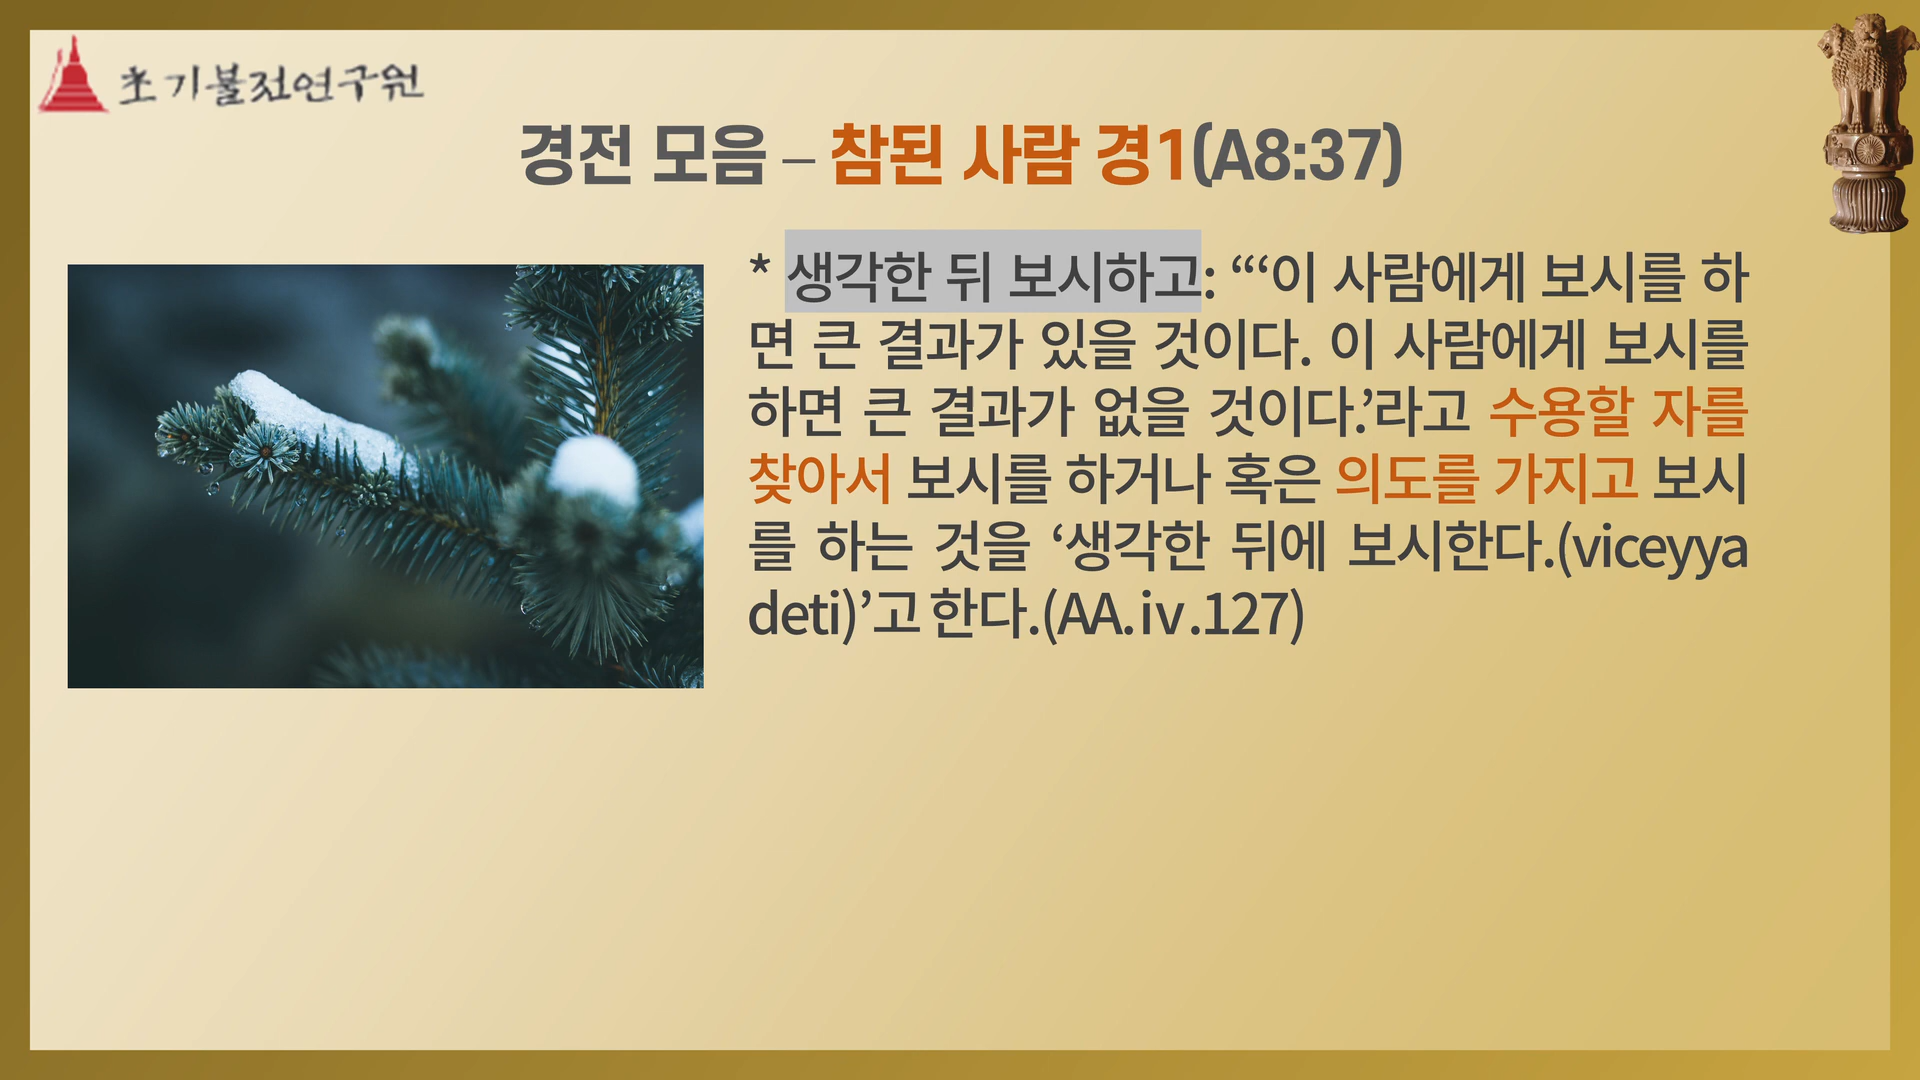 초기불전연구원
경전 모음 – 참된 사람 경1(A8:37)
* 생각한 뒤 보시하고: “‘이 사람에게 보시를 하
면 큰 결과가 있을 것이다. 이 사람에게 보시를
하면 큰 결과가 없을 것이다.’라고 수용할 자를
찾아서 보시를 하거나 혹은 의도를 가지고 보시
를 하는 것을 ‘생각한 뒤에 보시한다.(viceyya
deti)’고 한다.(AA.iv.127)